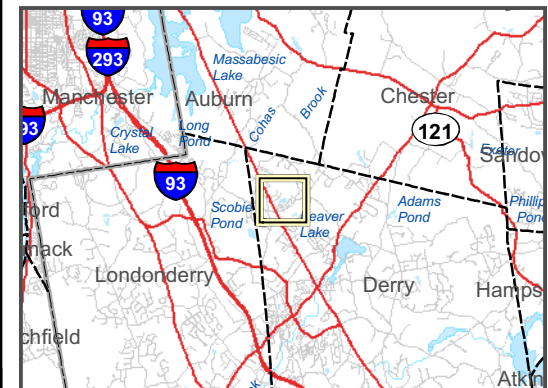 93
293
Massabesic
Lake
Manchester
Auburn
Chester
Cohas
Brook
93
Crystal
Lake
Long
Pond
121
Exeter
Sandow
93
ford
Scobie
Pond
Beaver
Lake
Adams
Pond
Phillip
Pond
mack
Londonderry
Derry
Hamps
chfield
Atkin